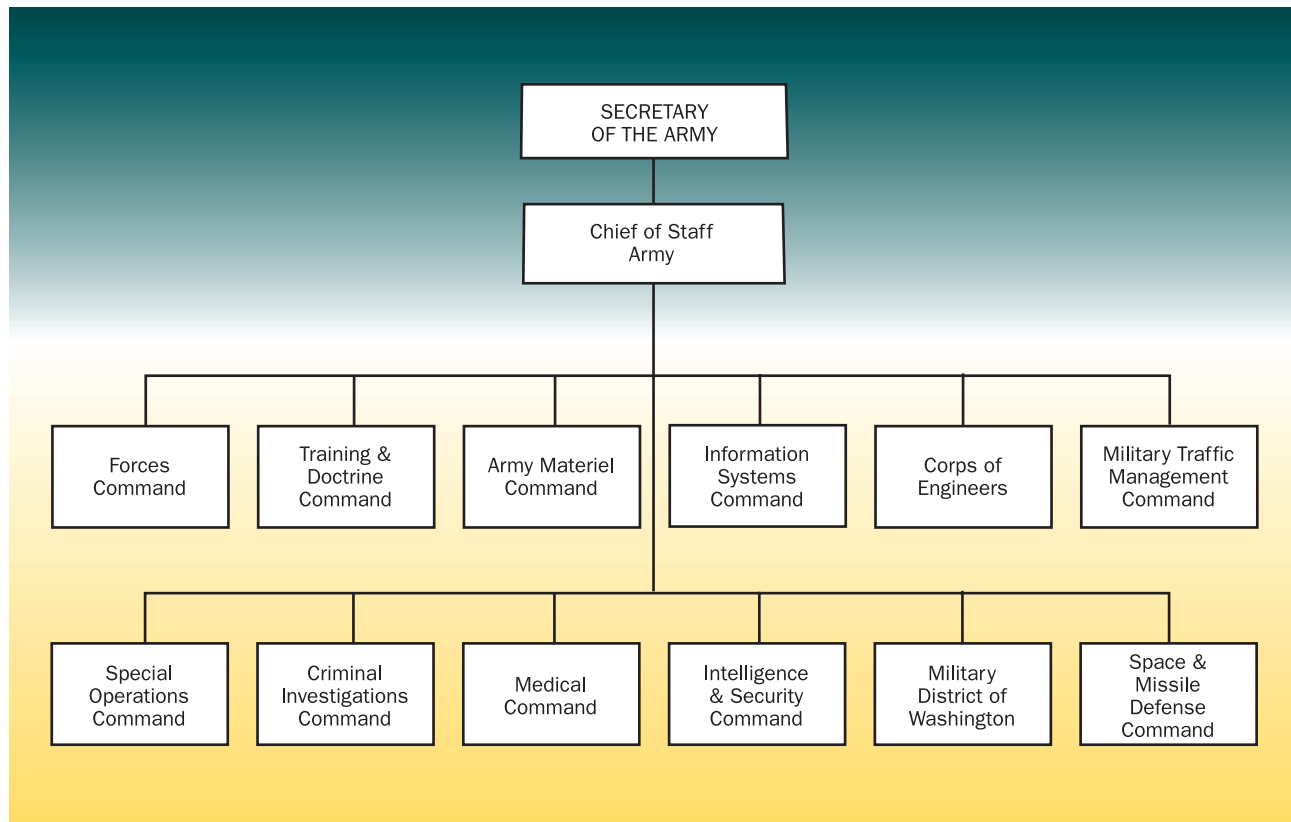 SECRETARY
OF THE ARMY
Chief of Staff
Army
Forces
Command
Training &
Doctrine
Command
Army Materiel
Command
Information
Systems
Command
Corps of
Engineers
Military Traffic
Management
Command
Special
Operations
Command
Criminal
Investigations
Command
Medical
Command
Intelligence
& Security
Command
Military
District of
Washington
Space &
Missile
Defense
Command